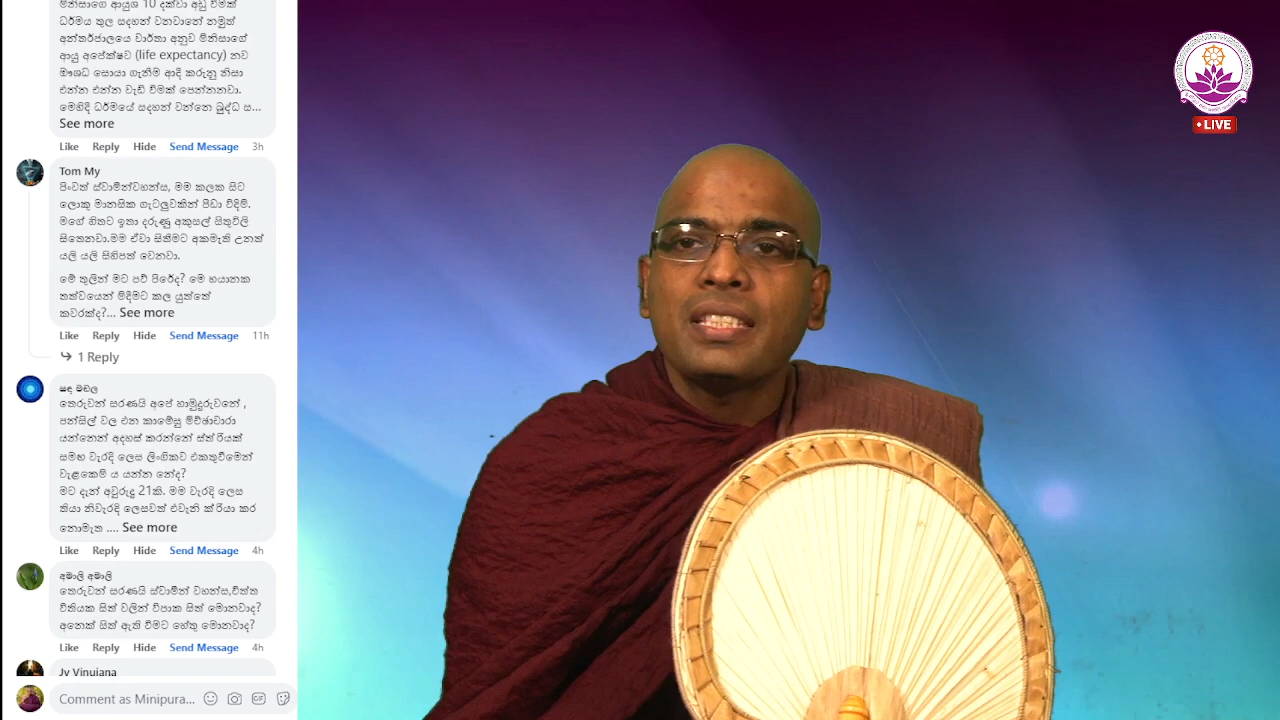 මිනිසාගෙ ආයුශ 10 දක්වා අඩු වීමක්
ධර්මය තුල සදහන් වනවානේ නමුත්
අන්තර්ජාලයෙ වාර්තා අනුව මිනිසාගේ
ආයු අපේක්ෂව (life expectancy) නව
ඖශධ සොයා ගැනීම් ආදි කරුනු නිසා
එන්න එන්න වැඩි වීමක් පෙන්නනවා.
මෙහිදි ධර්මයේ සදහන් වන්නෙ බුද්ධ ස...
See more
Like Reply Hide Send Message 3h
Tom My
පිංවත් ස්වාමින්වහන්ස, මම කලක සිට
ලොකු මානසික ගැටලුවකින් පීඩා විඳිමි.
මගේ හිතට ඉතා දරුණු අකුසල් සිතුවිලි
සිතෙනවා.මම ඒවා සිතීමට අකමැති උනත්
යලි යලි සිහිපත් වෙනවා.
මේ තුලින් මට පව් පිරේද? මේ භයානක
තත්වයෙන් මිදීමට කල යුත්තේ
කවරක්ද?... See more
Like Reply Hide Send Message 11h
1 Reply
තෙරුවන් සරණයි අපේ හාමුදුරුවනේ ,
පන්සිල් වල එන කාමේසු මිච්ඡාචාරා
යන්නෙන් අදහස් කරන්නේ ස්ත්‍රියක්
සමඟ වැරදි ලෙස ලිංගිකව එකතුවීමෙන්
වැළකෙමි ය යන්න නේද?
මට දැන් අවුරුදු 21කි. මම වැරදි ලෙස
තියා නිවැරදි ලෙසවත් එවැනි ක්‍රියා කර
නොමැත .... See more
Like Reply Hide Send Message 4h
අමාලි අමාලි
තෙරුවන් සරණයි ස්වාමීන් වහන්ස,චිත්ත
වීතියක සිත් වලින් විපාක සිත් මොනවාද?
අනෙක් සිත් ඇති වීමට හේතු මොනවාද?
Like Reply Hide Send Message 4h
Jv Vinujana
Comment as Minipura...
GIF
LIVE